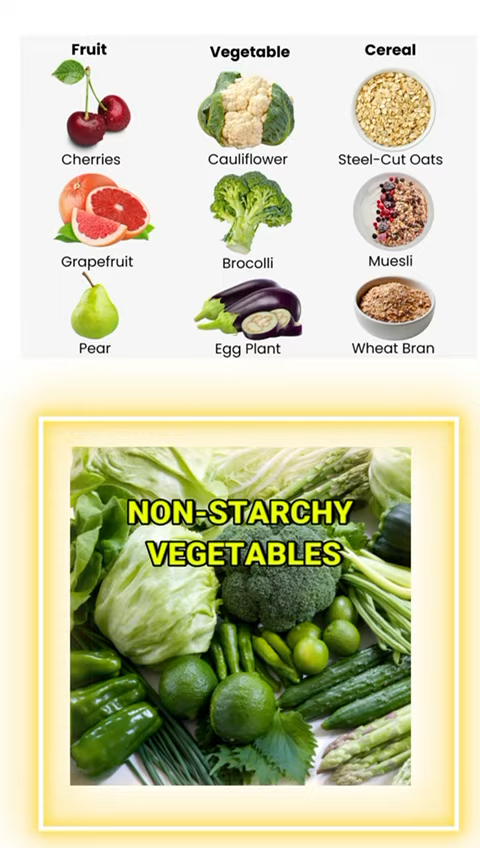 Fruit Vegetable Cereal
Cherries Cauliflower Steel-Cut Oats
Grapefruit Brocolli Muesli
Pear Egg Plant Wheat Bran
NON-STARCHY
VEGETABLES